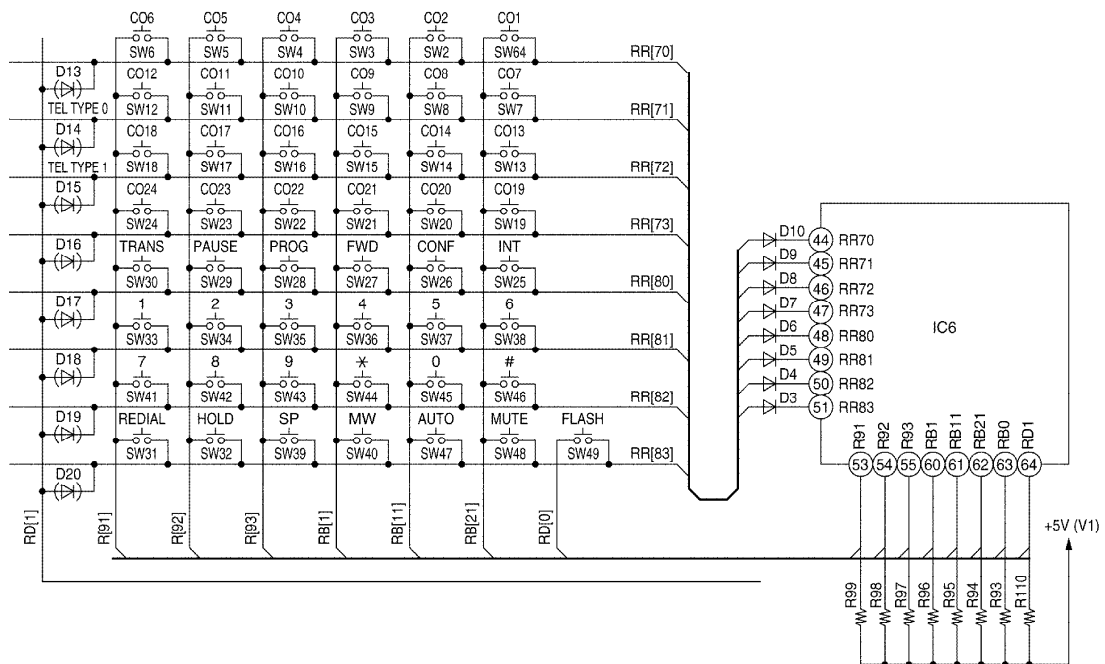 CO6 CO5 CO4 CO3 CO2 CO1
SW6 SW5 SW4 SW3 SW2 SW64 RR[70]
D13 CO12 CO11 CO10 CO9 CO8 CO7
TEL TYPE 0 SW12 SW11 SW10 SW9 SW8 SW7 RR[71]
D14 CO18 CO17 CO16 CO15 CO14 CO13
TEL TYPE 1 SW18 SW17 SW16 SW15 SW14 SW13 RR[72]
D15 CO24 CO23 CO22 CO21 CO20 CO19
SW24 SW23 SW22 SW21 SW20 SW19 RR[73]
D16 TRANS PAUSE PROG FWD CONF INT
SW30 SW29 SW28 SW27 SW26 SW25 RR[80]
D17 1 2 3 4 5 6
SW33 SW34 SW35 SW36 SW37 SW38 RR[81]
D18 7 8 9 * 0 #
SW41 SW42 SW43 SW44 SW45 SW46 RR[82]
D19 REDIAL HOLD SP MW AUTO MUTE FLASH
SW31 SW32 SW39 SW40 SW47 SW48 SW49 RR[83]
D20
RD[1] R[91] R[92] R[93] RB[1] RB[11] RB[21] RD[0]
D10 44 RR70
D9 45 RR71
D8 46 RR72
D7 47 RR73
D6 48 RR80
D5 49 RR81
D4 50 RR82
D3 51 RR83
IC6
R91 R92 R93 RB1 RB11 RB21 RB0 RD1
53 54 55 60 61 62 63 64
+5V (V1)
R99 R98 R97 R96 R95 R94 R93 R110